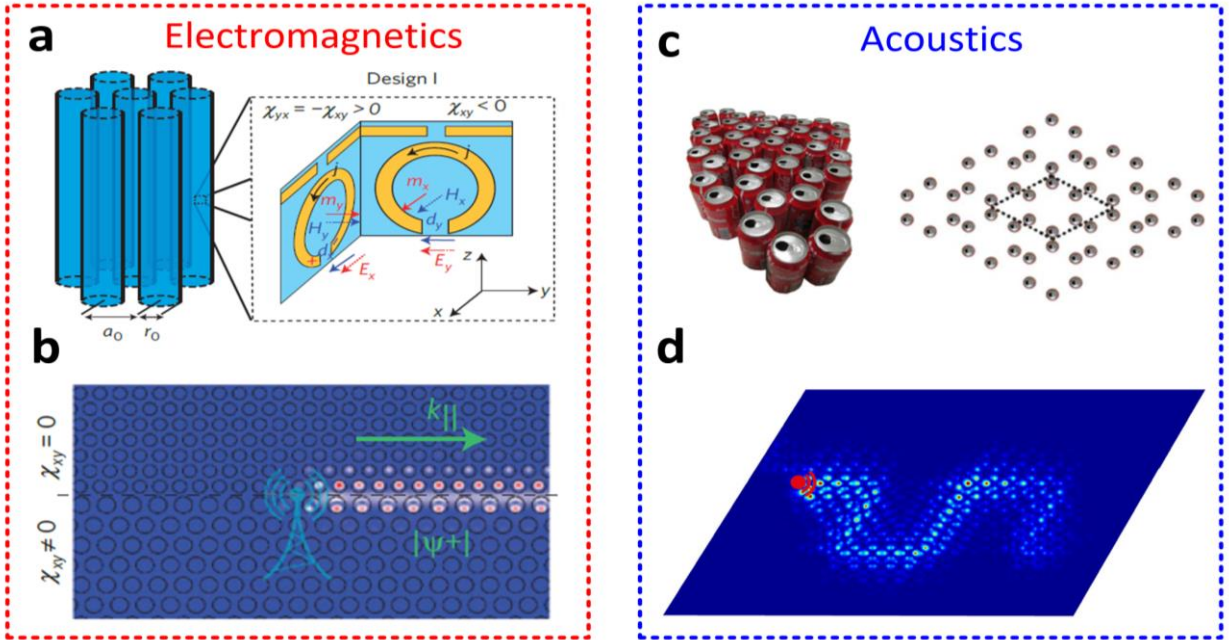 a
Electromagnetics
Design I
χyx = −χxy > 0
χxy < 0
j
j
mx
Hx
my
Hy
dy
Ey
Ex
z
y
x
a0
r0
b
k||
χxy = 0
χxy ≠ 0
|ψ+|
c
Acoustics
d